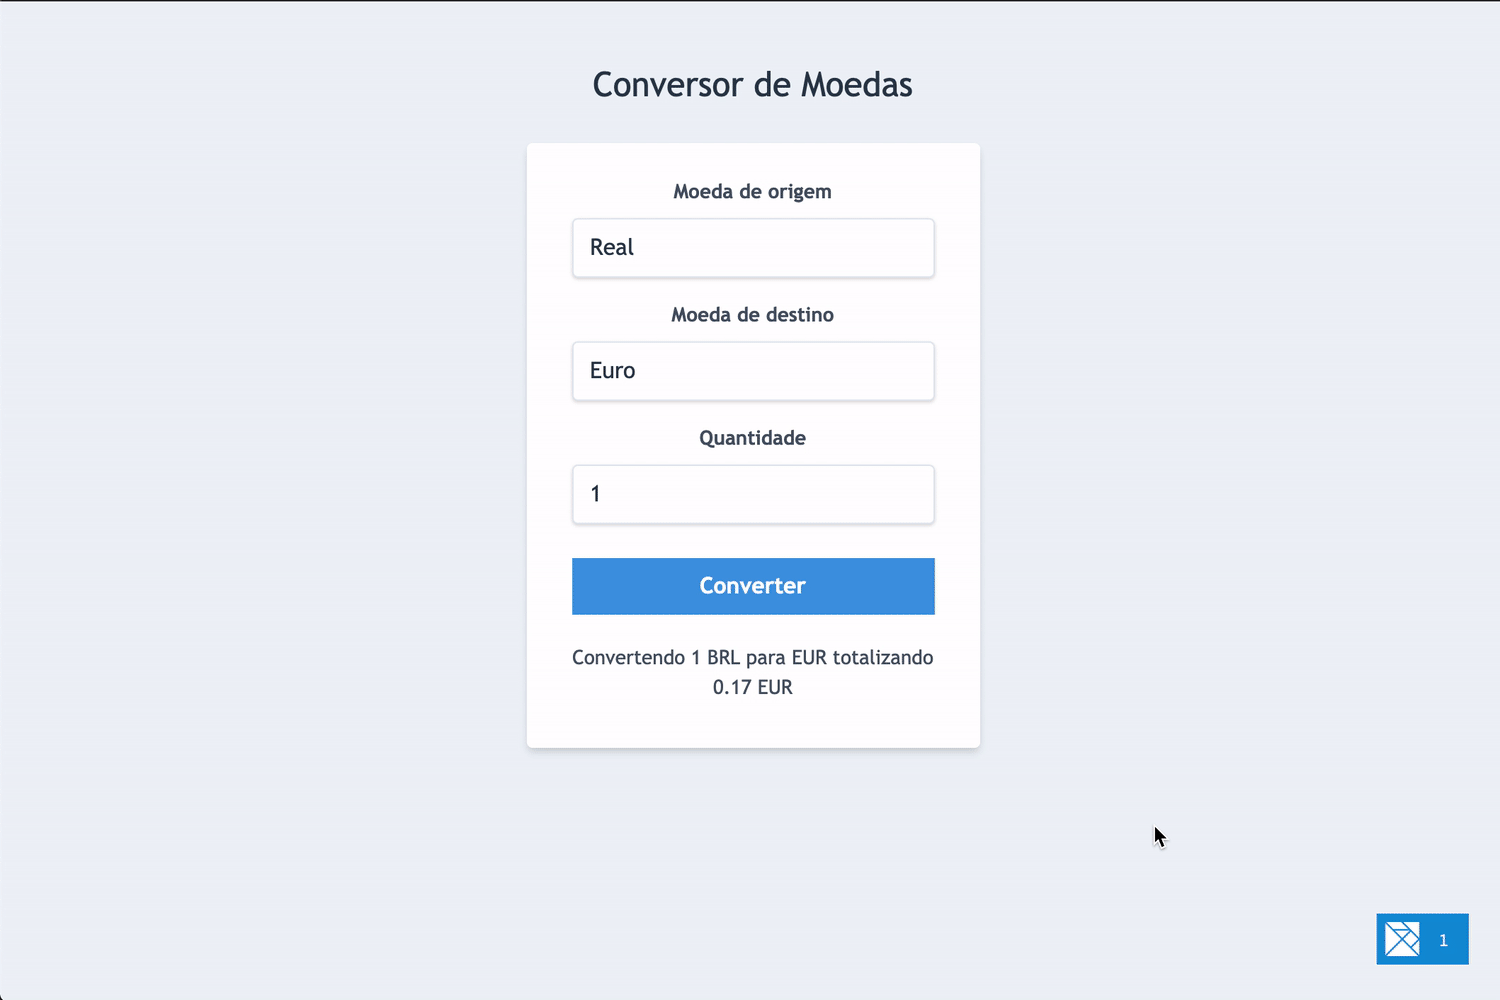 Conversor de Moedas
Moeda de origem
Real
Moeda de destino
Euro
Quantidade
1
Converter
Convertendo 1 BRL para EUR totalizando
0.17 EUR
1